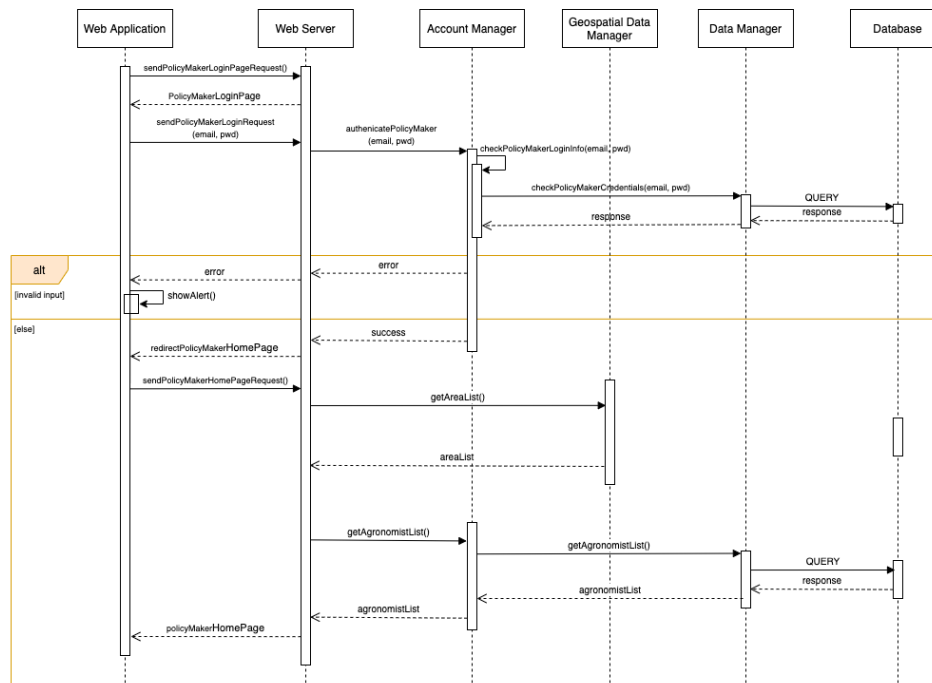 Web Application
Web Server
Account Manager
Geospatial Data
Manager
Data Manager
Database
sendPolicyMakerLoginPageRequest()
PolicyMakerLoginPage
sendPolicyMakerLoginRequest
(email, pwd)
authenicatePolicyMaker
(email, pwd)
checkPolicyMakerLoginInfo(email, pwd)
checkPolicyMakerCredentials(email, pwd)
QUERY
response
response
alt
error
error
[invalid input]
showAlert()
[else]
success
redirectPolicyMakerHomePage
sendPolicyMakerHomePageRequest()
getAreaList()
areaList
getAgronomistList()
getAgronomistList()
QUERY
response
agronomistList
agronomistList
policyMakerHomePage